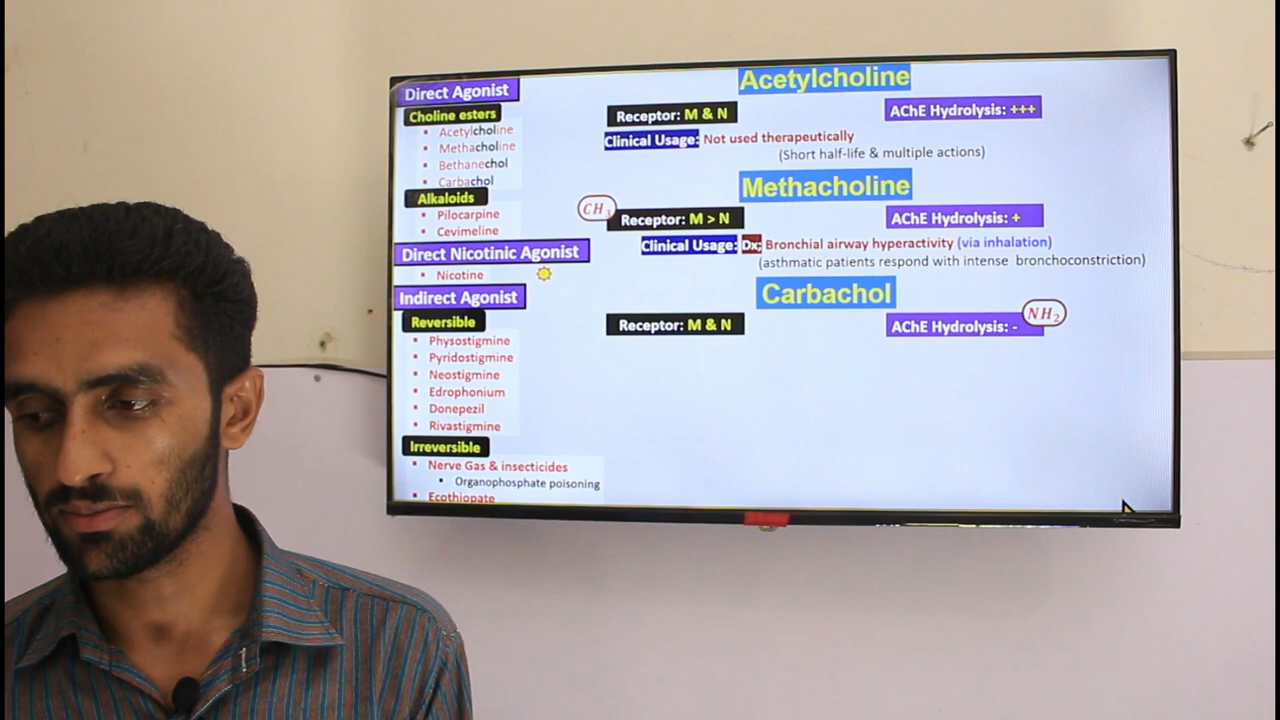 Direct Agonist
Choline esters
▪ Acetylcholine
▪ Methacholine
▪ Bethanechol
▪ Carbachol
Alkaloids
▪ Pilocarpine
▪ Cevimeline
Direct Nicotinic Agonist
▪ Nicotine
Indirect Agonist
Reversible
▪ Physostigmine
▪ Pyridostigmine
▪ Neostigmine
▪ Edrophonium
▪ Donepezil
▪ Rivastigmine
Irreversible
▪ Nerve Gas & insecticides
▪ Organophosphate poisoning
▪ Ecothiopate
Acetylcholine
Receptor: M & N
AChE Hydrolysis: +++
Clinical Usage: Not used therapeutically
(Short half-life & multiple actions)
Methacholine
CH3
Receptor: M > N
AChE Hydrolysis: +
Clinical Usage: Dx; Bronchial airway hyperactivity (via inhalation)
(asthmatic patients respond with intense bronchoconstriction)
Carbachol
Receptor: M & N
AChE Hydrolysis: -
NH2